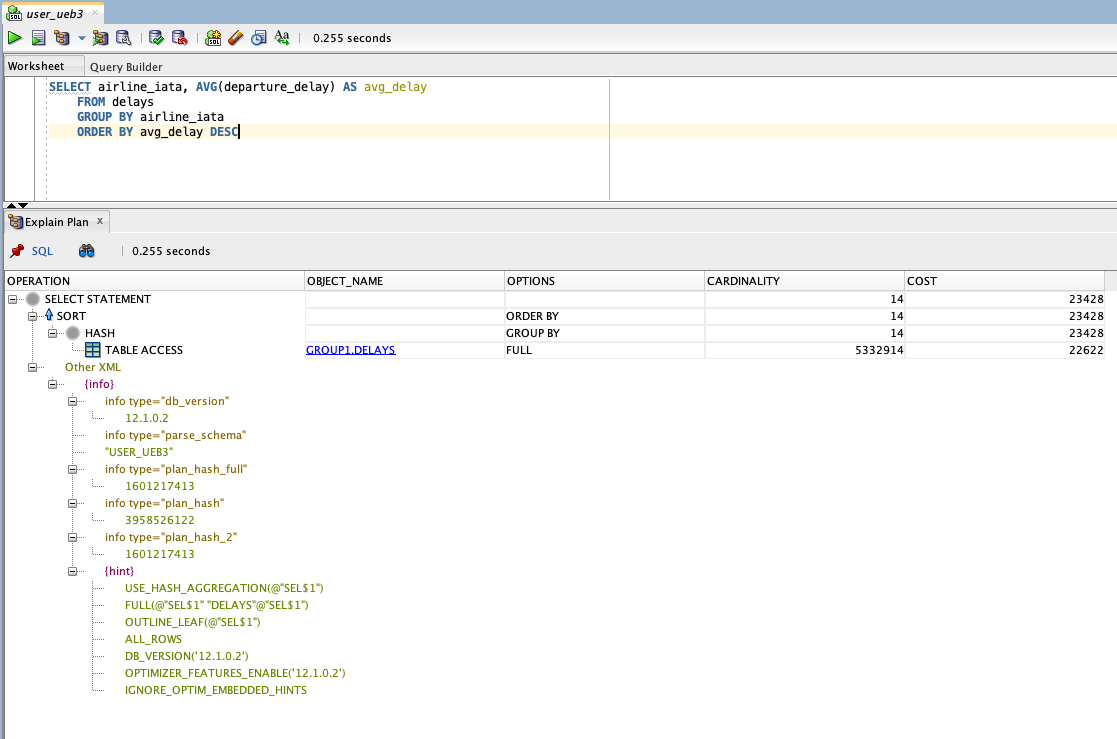 user_ueb3
0.255 seconds
Worksheet Query Builder
SELECT airline_iata, AVG(departure_delay) AS avg_delay
FROM delays
GROUP BY airline_iata
ORDER BY avg_delay DESC
Explain Plan
SQL 0.255 seconds
OPERATION OBJECT_NAME OPTIONS CARDINALITY COST
SELECT STATEMENT 14 23428
SORT ORDER BY 14 23428
HASH GROUP BY 14 23428
TABLE ACCESS GROUP1.DELAYS FULL 5332914 22622
Other XML
{info}
info type="db_version"
12.1.0.2
info type="parse_schema"
"USER_UEB3"
info type="plan_hash_full"
1601217413
info type="plan_hash"
3958526122
info type="plan_hash_2"
1601217413
{hint}
USE_HASH_AGGREGATION(@"SEL$1")
FULL(@"SEL$1" "DELAYS"@"SEL$1")
OUTLINE_LEAF(@"SEL$1")
ALL_ROWS
DB_VERSION('12.1.0.2')
OPTIMIZER_FEATURES_ENABLE('12.1.0.2')
IGNORE_OPTIM_EMBEDDED_HINTS